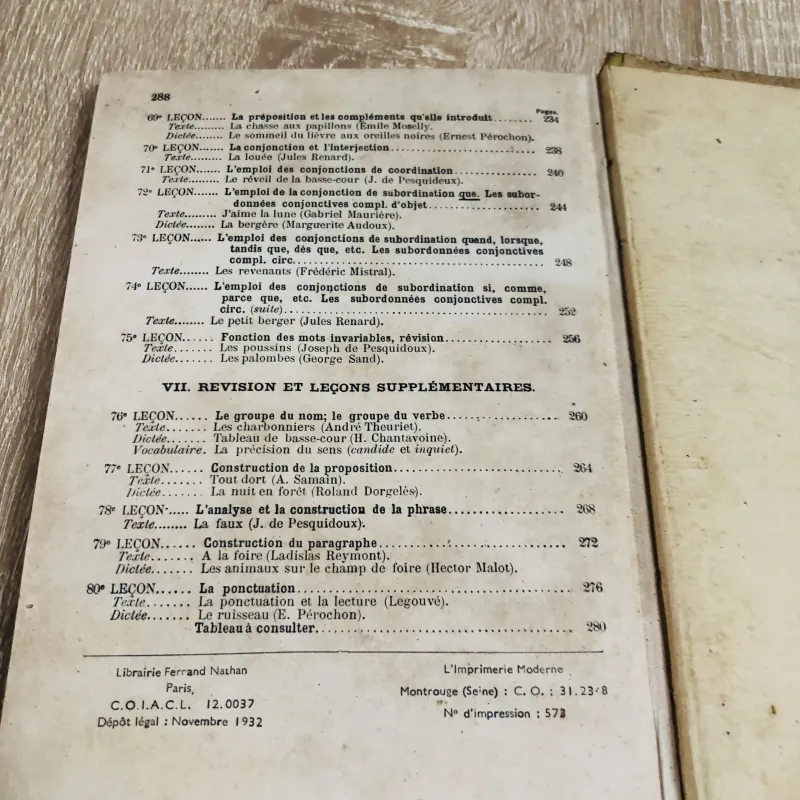 288
Pages.
69e LEÇON....... La préposition et les compléments qu'elle introduit........ 234
Texte......... La chasse aux papillons (Émile Moselly.
Dictée......... Le sommeil du lièvre aux oreilles noires (Ernest Pérochon).
70e LEÇON....... La conjonction et l'interjection............................ 238
Texte......... La louée (Jules Renard).
71e LEÇON....... L'emploi des conjonctions de coordination................ 240
Texte......... Le réveil de la basse-cour (J. de Pesquideux).
72e LEÇON....... L'emploi de la conjonction de subordination que. Les subor-
données conjonctives compl. d'objet..................... 244
Texte......... J'aime la lune (Gabriel Maurière).
Dictée........ La bergère (Marguerite Audoux).
73e LEÇON...... L'emploi des conjonctions de subordination quand, lorsque,
tandis que, dès que, etc. Les subordonnées conjonctives
compl. circ................................................. 248
Texte........ Les revenants (Frédéric Mistral).
74e LEÇON...... L'emploi des conjonctions de subordination si, comme,
parce que, etc. Les subordonnées conjonctives compl.
circ. (suite)................................................ 252
Texte........ Le petit berger (Jules Renard).
75e LEÇON...... Fonction des mots invariables, révision.................. 256
Texte....... Les poussins (Joseph de Pesquidoux).
Dictée....... Les palombes (George Sand).
VII. REVISION ET LEÇONS SUPPLÉMENTAIRES.
76e LEÇON...... Le groupe du nom; le groupe du verbe................... 260
Texte....... Les charbonniers (André Theuriet).
Dictée....... Tableau de basse-cour (H. Chantavoine).
Vocabulaire. La précision du sens (candide et inquiet).
77e LEÇON...... Construction de la proposition............................ 264
Texte....... Tout dort (A. Samain).
Dictée....... La nuit en forêt (Roland Dorgelès).
78e LEÇON...... L'analyse et la construction de la phrase................. 268
Texte........ La faux (J. de Pesquidoux).
79e LEÇON...... Construction du paragraphe.............................. 272
Texte....... A la foire (Ladislas Reymont).
Dictée....... Les animaux sur le champ de foire (Hector Malot).
80e LEÇON...... La ponctuation............................................. 276
Texte....... La ponctuation et la lecture (Legouvé).
Dictée....... Le ruisseau (E. Pérochon).
Tableau à consulter........................................ 280
Librairie Ferrand Nathan
Paris,
C.O.I.A.C.L. 12.0037
Dépôt légal : Novembre 1932
L'Imprimerie Moderne
Montrouge (Seine) : C. O. : 31.2348
N° d'impression : 573